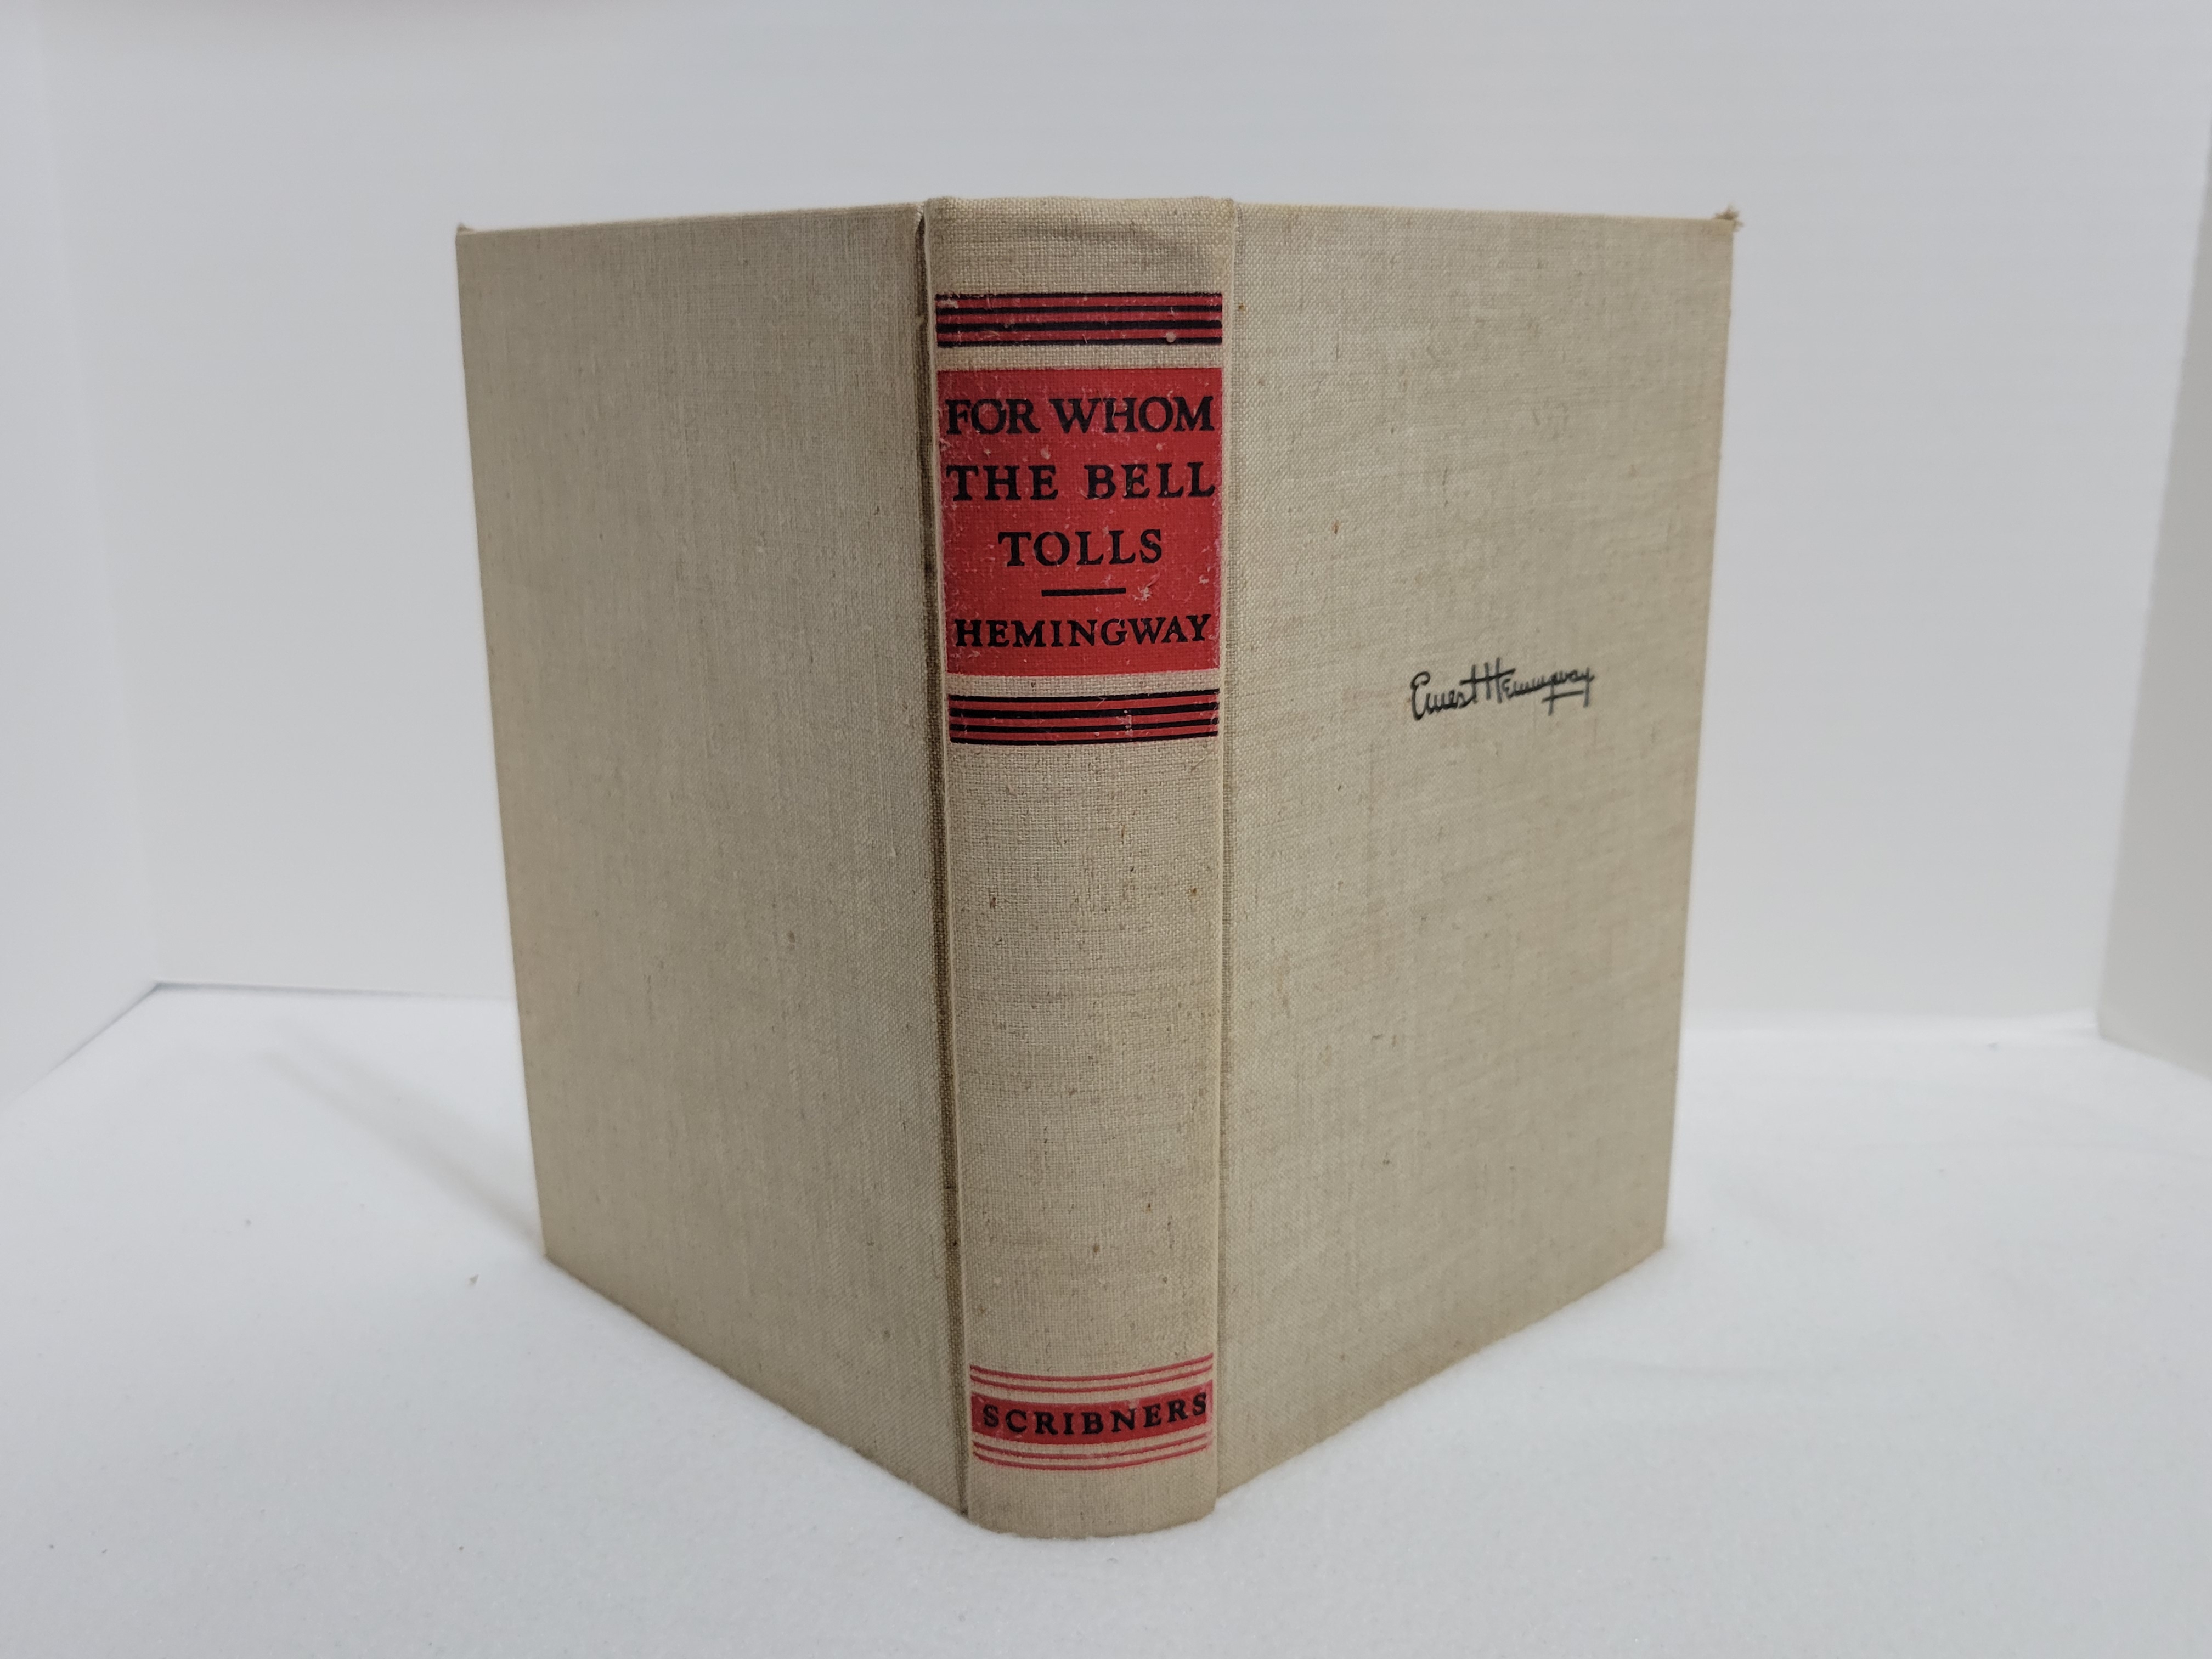 FOR WHOM
THE BELL
TOLLS
HEMINGWAY
SCRIBNERS
Ernest Hemingway